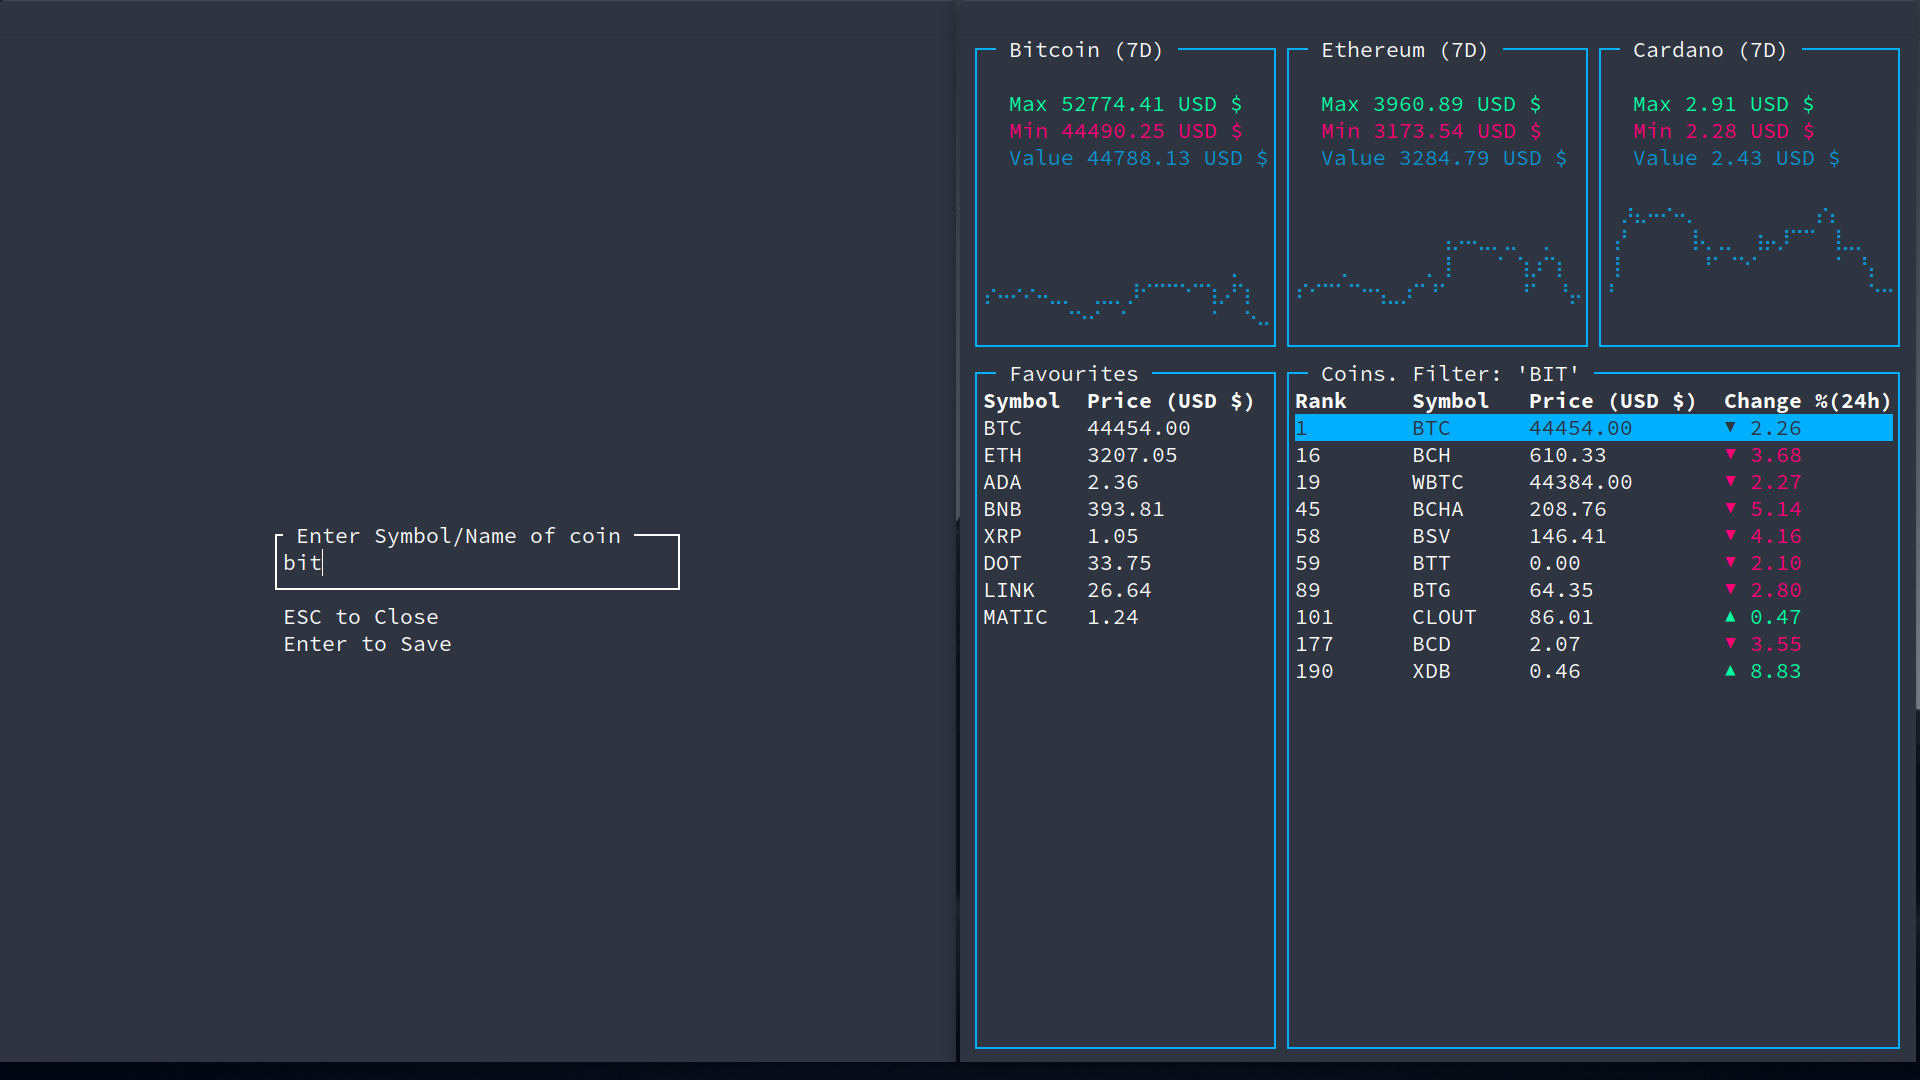 Enter Symbol/Name of coin
bit
ESC to Close
Enter to Save
Bitcoin (7D)
Max 52774.41 USD $
Min 44490.25 USD $
Value 44788.13 USD $
Ethereum (7D)
Max 3960.89 USD $
Min 3173.54 USD $
Value 3284.79 USD $
Cardano (7D)
Max 2.91 USD $
Min 2.28 USD $
Value 2.43 USD $
Favourites
Symbol Price (USD $)
BTC 44454.00
ETH 3207.05
ADA 2.36
BNB 393.81
XRP 1.05
DOT 33.75
LINK 26.64
MATIC 1.24
Coins. Filter: 'BIT'
Rank Symbol Price (USD $) Change %(24h)
1 BTC 44454.00 ▼ 2.26
16 BCH 610.33 ▼ 3.68
19 WBTC 44384.00 ▼ 2.27
45 BCHA 208.76 ▼ 5.14
58 BSV 146.41 ▼ 4.16
59 BTT 0.00 ▼ 2.10
89 BTG 64.35 ▼ 2.80
101 CLOUT 86.01 ▲ 0.47
177 BCD 2.07 ▼ 3.55
190 XDB 0.46 ▲ 8.83